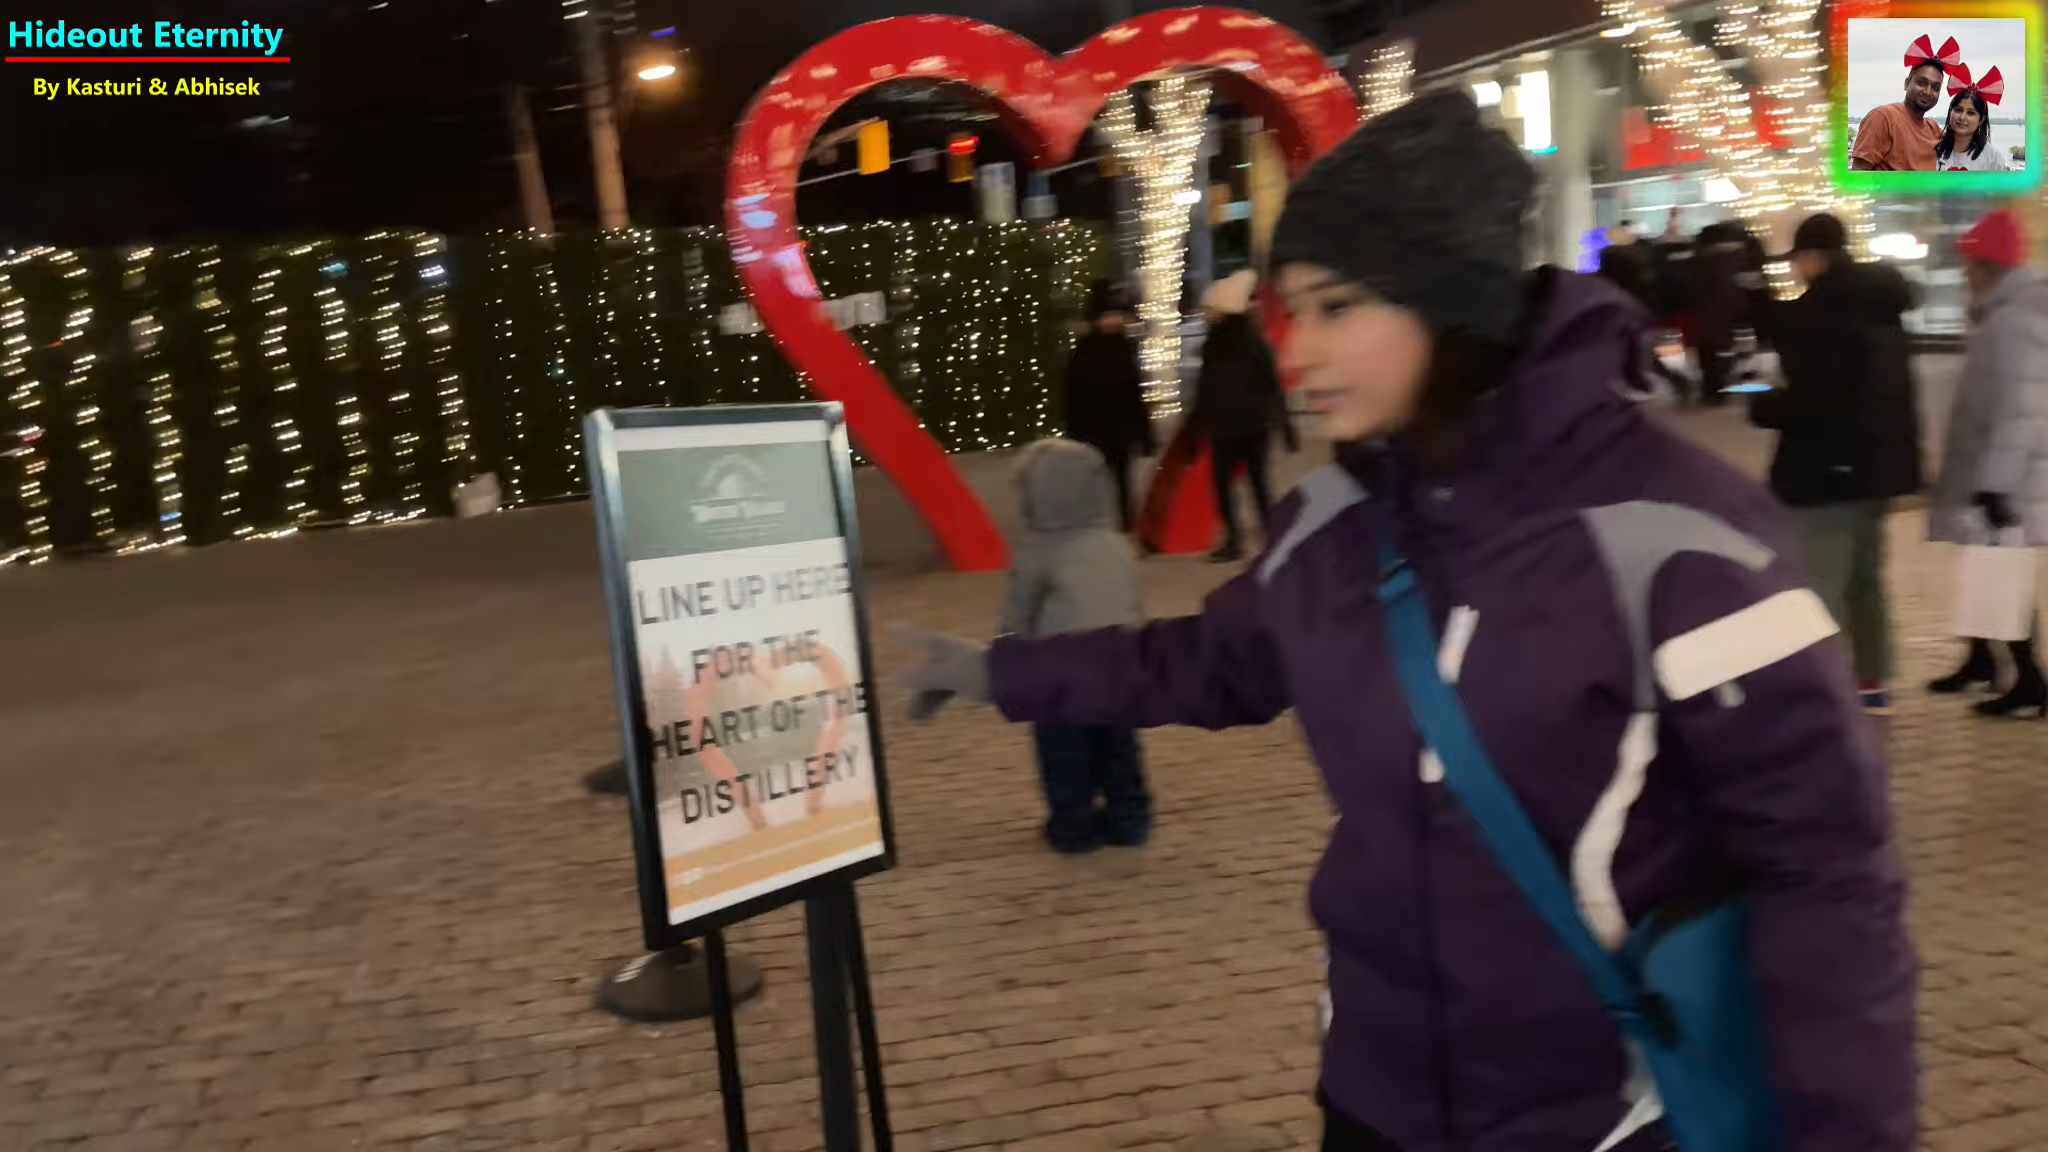 Hideout Eternity
By Kasturi & Abhisek
LINE UP HERE
FOR THE
HEART OF THE
DISTILLERY